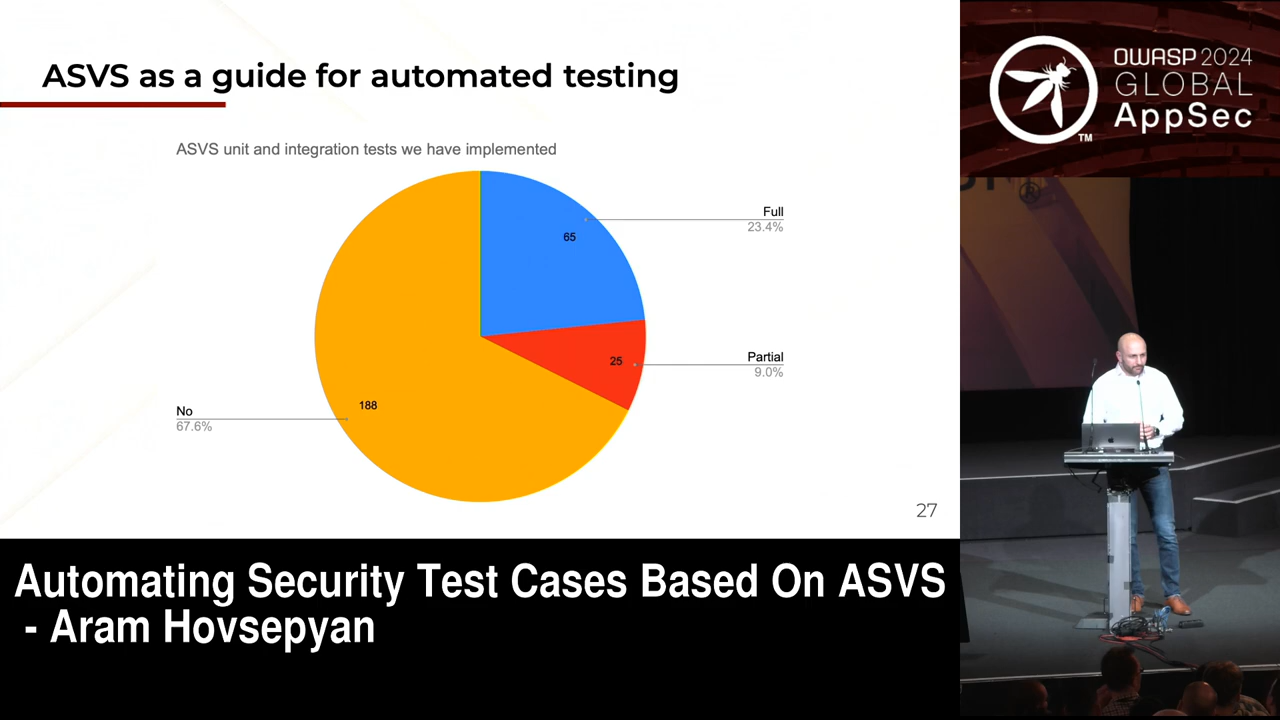 ASVS as a guide for automated testing
ASVS unit and integration tests we have implemented
Full
23.4%
65
Partial
9.0%
25
No
67.6%
188
27
Automating Security Test Cases Based On ASVS
- Aram Hovsepyan
OWASP 2024
GLOBAL
AppSec
TM